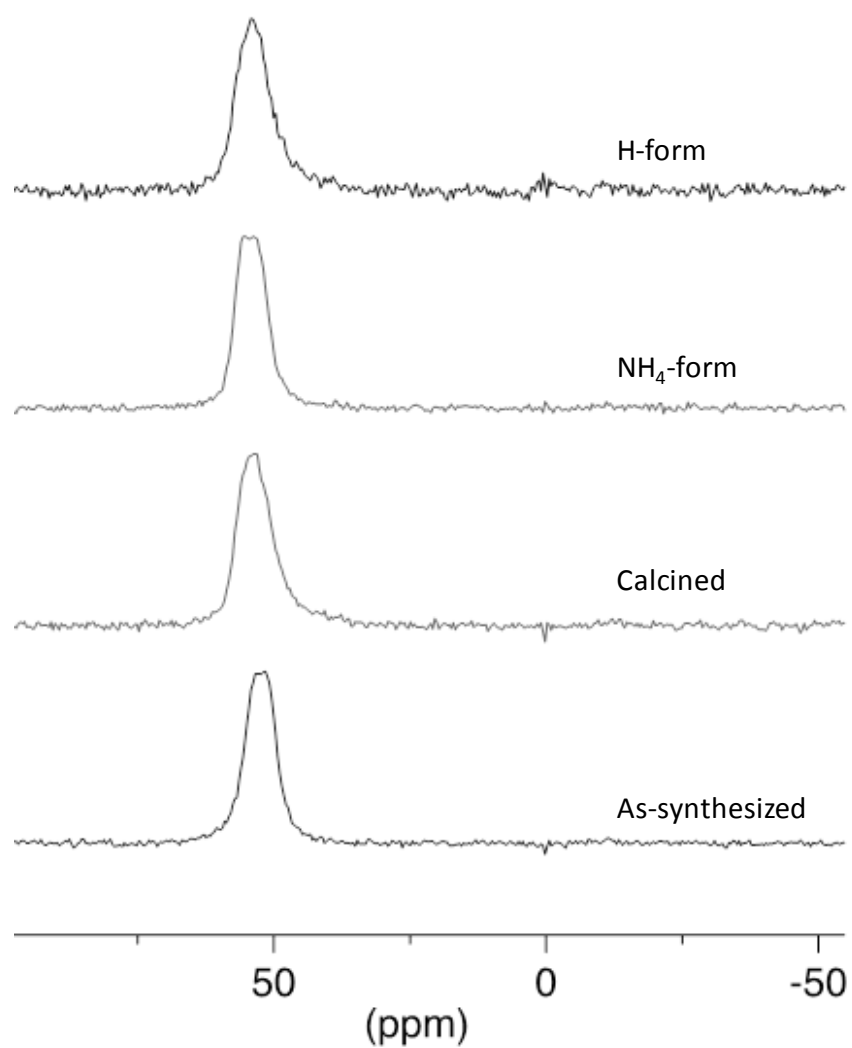 H-form
NH₄-form
Calcined
As-synthesized
50 0 -50
(ppm)